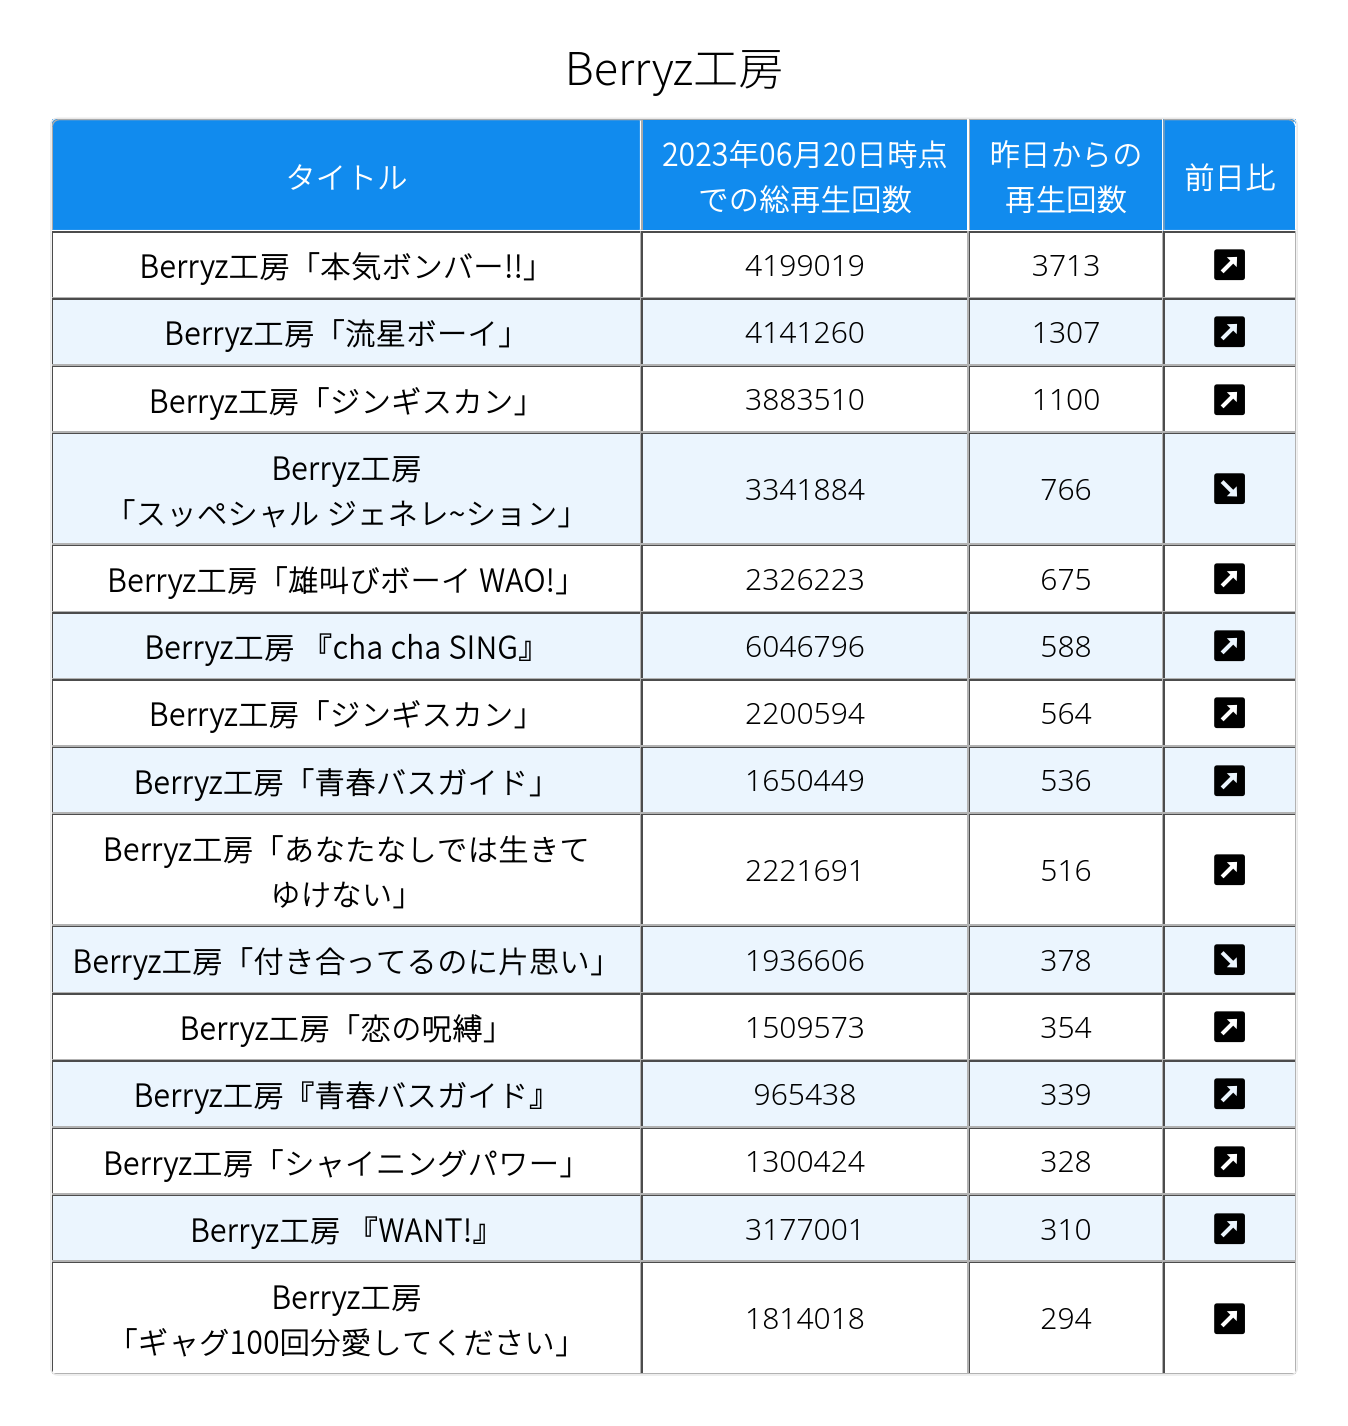 Berryz工房
タイトル
2023年06月20日時点
での総再生回数
昨日からの
再生回数
前日比
Berryz工房「本気ボンバー!!」 4199019 3713 ↗
Berryz工房「流星ボーイ」 4141260 1307 ↗
Berryz工房「ジンギスカン」 3883510 1100 ↗
Berryz工房
「スッペシャル ジェネレ~ション」 3341884 766 ↘
Berryz工房「雄叫びボーイ WAO!」 2326223 675 ↗
Berryz工房 『cha cha SING』 6046796 588 ↗
Berryz工房「ジンギスカン」 2200594 564 ↗
Berryz工房「青春バスガイド」 1650449 536 ↗
Berryz工房「あなたなしでは生きて
ゆけない」 2221691 516 ↗
Berryz工房「付き合ってるのに片思い」 1936606 378 ↘
Berryz工房「恋の呪縛」 1509573 354 ↗
Berryz工房『青春バスガイド』 965438 339 ↗
Berryz工房「シャイニングパワー」 1300424 328 ↗
Berryz工房 『WANT!』 3177001 310 ↗
Berryz工房
「ギャグ100回分愛してください」 1814018 294 ↗